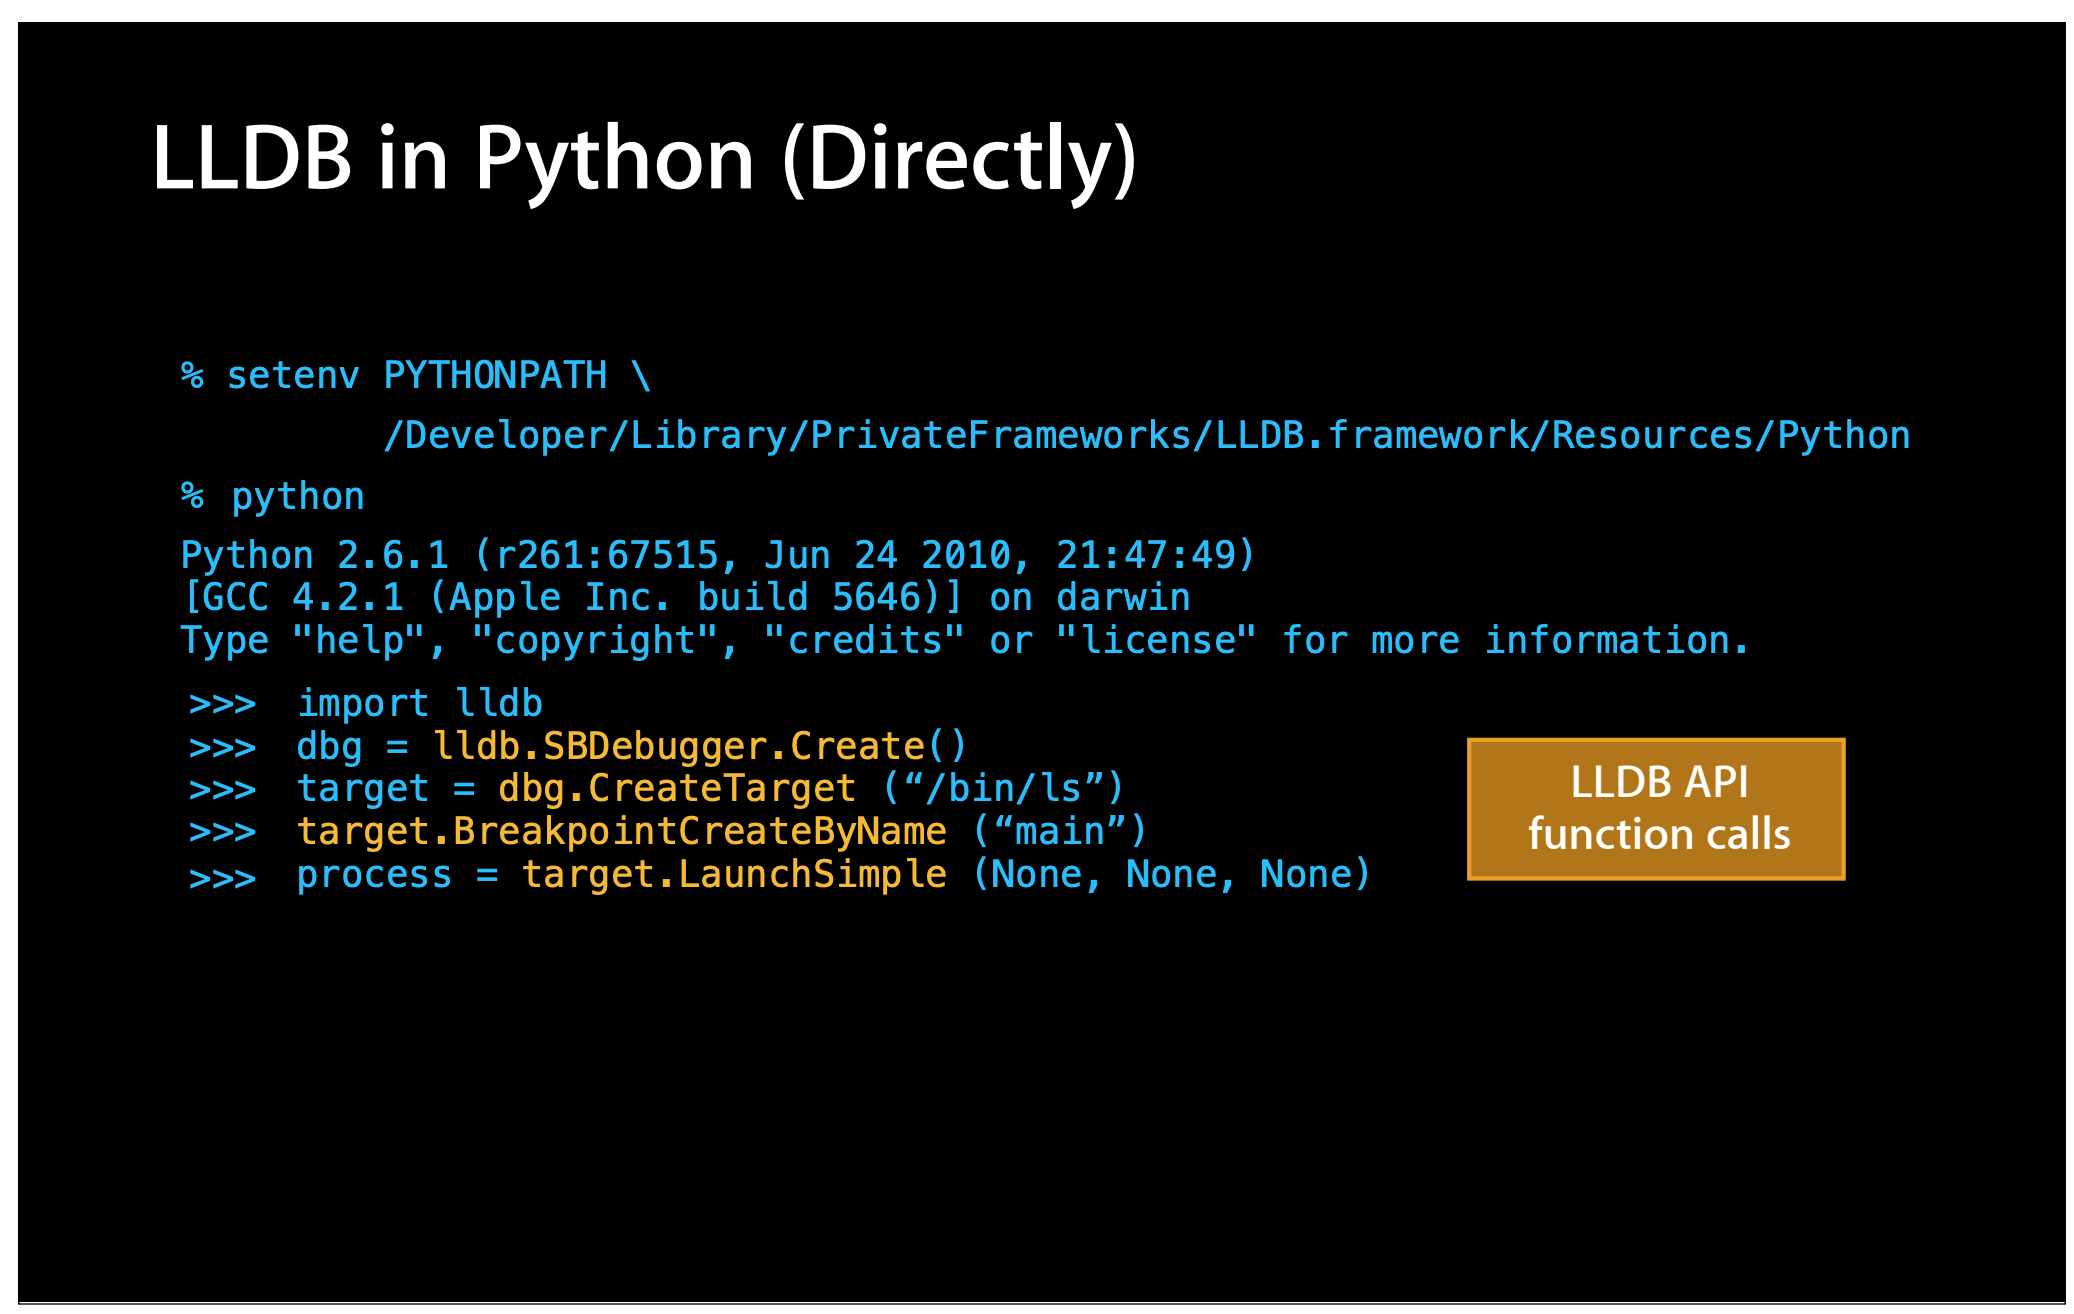 LLDB in Python (Directly)
% setenv PYTHONPATH \
/Developer/Library/PrivateFrameworks/LLDB.framework/Resources/Python
% python
Python 2.6.1 (r261:67515, Jun 24 2010, 21:47:49)
[GCC 4.2.1 (Apple Inc. build 5646)] on darwin
Type "help", "copyright", "credits" or "license" for more information.
>>> import lldb
>>> dbg = lldb.SBDebugger.Create()
>>> target = dbg.CreateTarget (“/bin/ls”)
>>> target.BreakpointCreateByName (“main”)
>>> process = target.LaunchSimple (None, None, None)
LLDB API
function calls